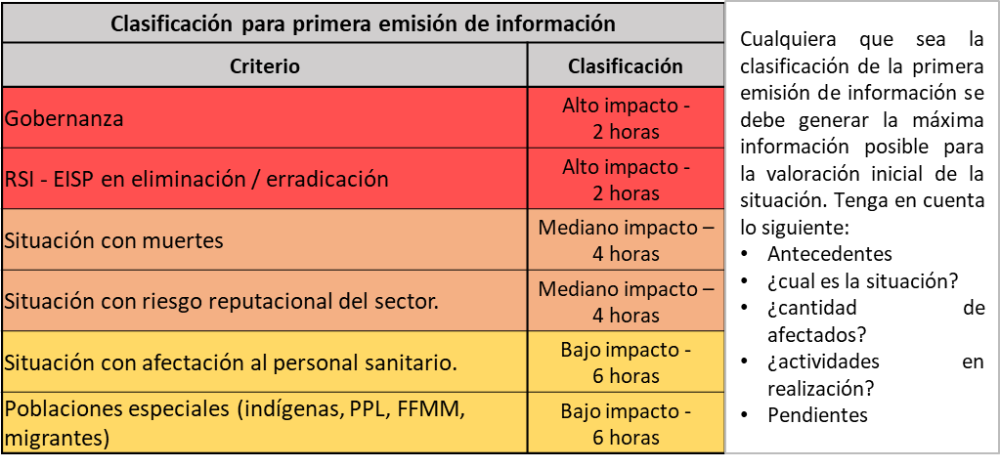 Clasificación para primera emisión de información
Criterio
Clasificación
Gobernanza
Alto impacto -
2 horas
RSI - EISP en eliminación / erradicación
Alto impacto -
2 horas
Situación con muertes
Mediano impacto –
4 horas
Situación con riesgo reputacional del sector.
Mediano impacto –
4 horas
Situación con afectación al personal sanitario.
Bajo impacto -
6 horas
Poblaciones especiales (indígenas, PPL, FFMM,
migrantes)
Bajo impacto -
6 horas
Cualquiera que sea la
clasificación de la primera
emisión de información se
debe generar la máxima
información posible para
la valoración inicial de la
situación. Tenga en cuenta
lo siguiente:
• Antecedentes
• ¿cual es la situación?
• ¿cantidad de
afectados?
• ¿actividades en
realización?
• Pendientes